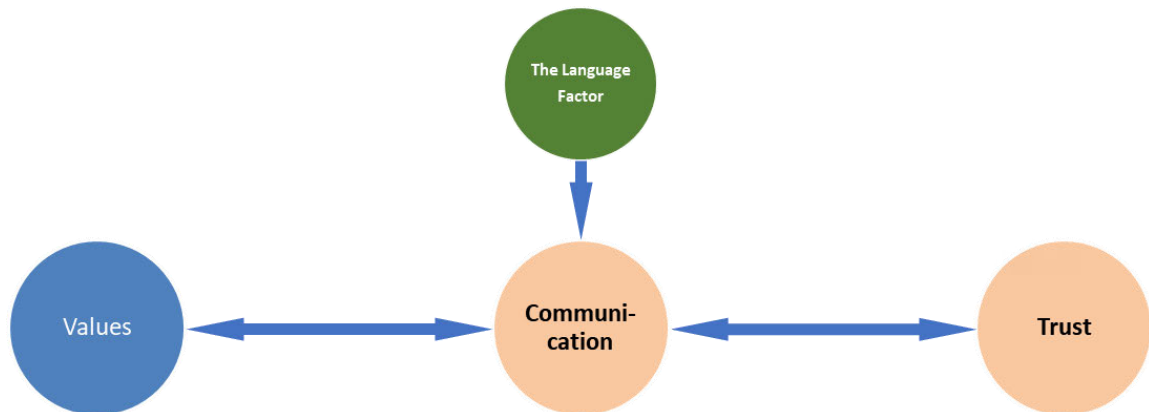 The Language
Factor
Values
Communi-
cation
Trust